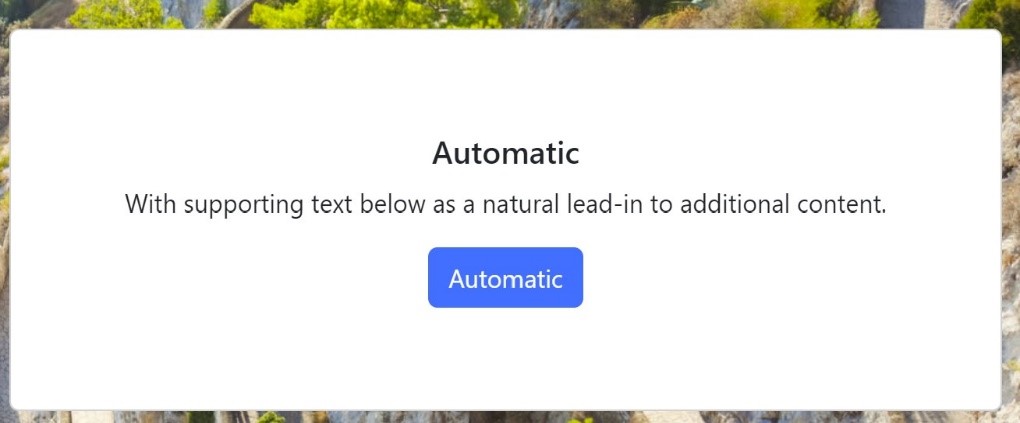 Automatic
With supporting text below as a natural lead-in to additional content.
Automatic